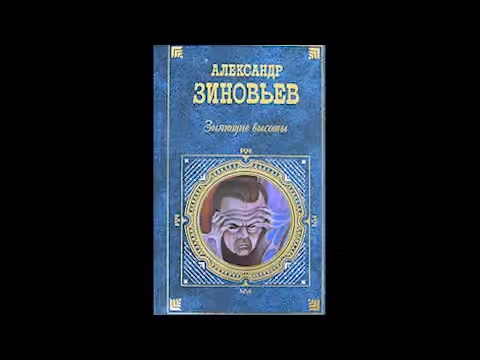 АЛЕКСАНДР
ЗИНОВЬЕВ
Зияющие высоты